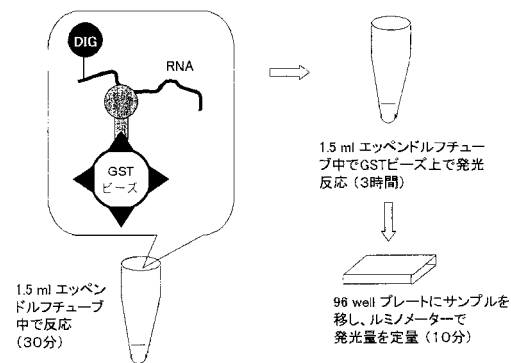 DIG
RNA
GST
ビーズ
1.5 ml エッペン
ドルフチューブ
中で反応
（30分）
1.5 ml エッペンドルフチュー
ブ中でGSTビーズ上で発光
反応（3時間）
96 well プレートにサンプルを
移し、ルミノメーターで
発光量を定量（10分）